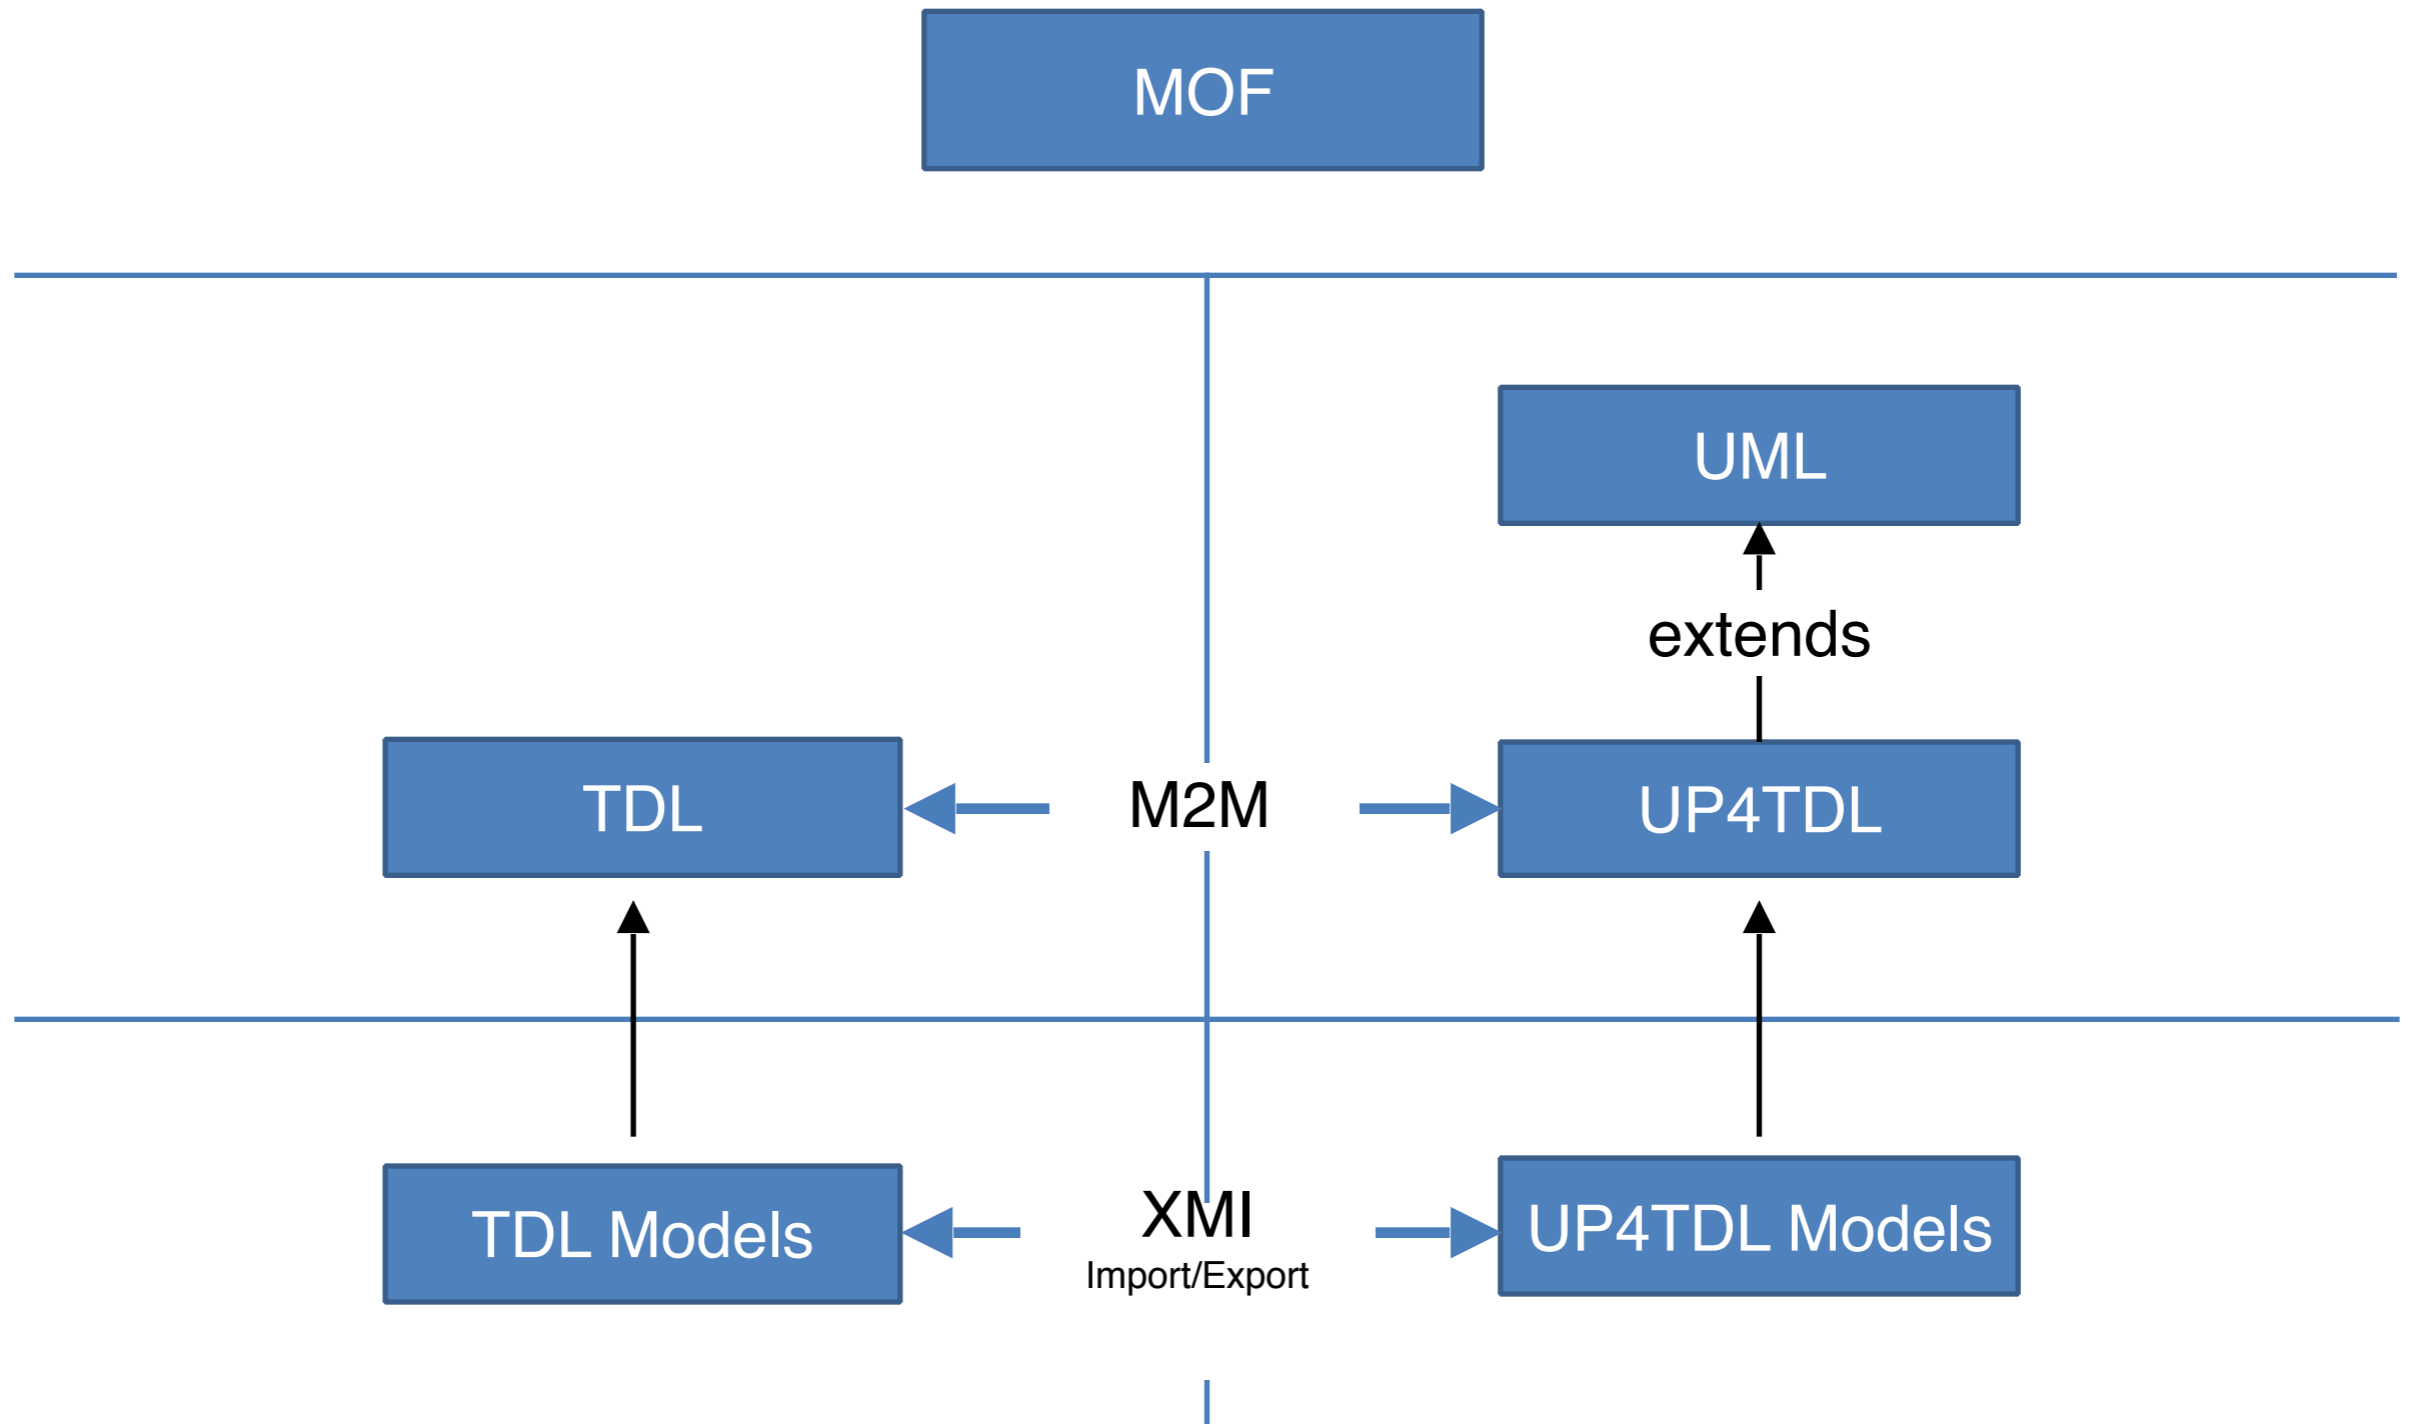 MOF
UML
extends
TDL
M2M
UP4TDL
TDL Models
XMI
Import/Export
UP4TDL Models